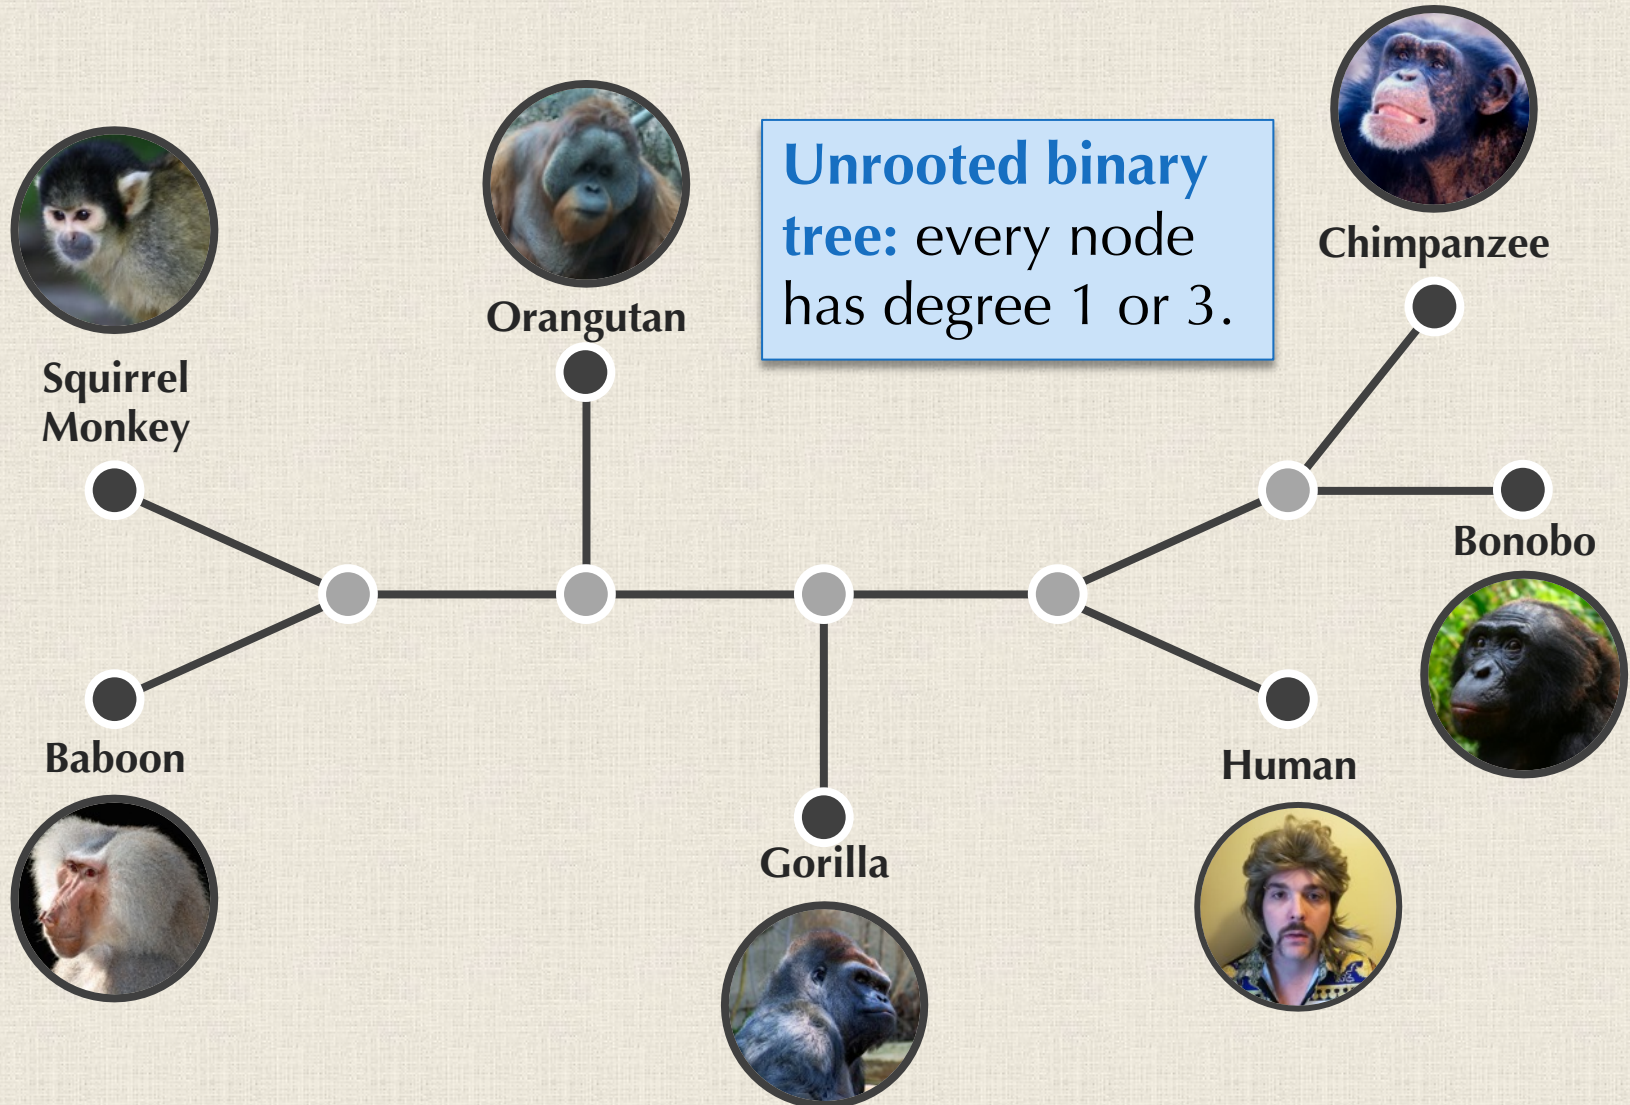 Squirrel
Monkey
Orangutan
Unrooted binary
tree: every node
has degree 1 or 3.
Chimpanzee
Bonobo
Baboon
Gorilla
Human